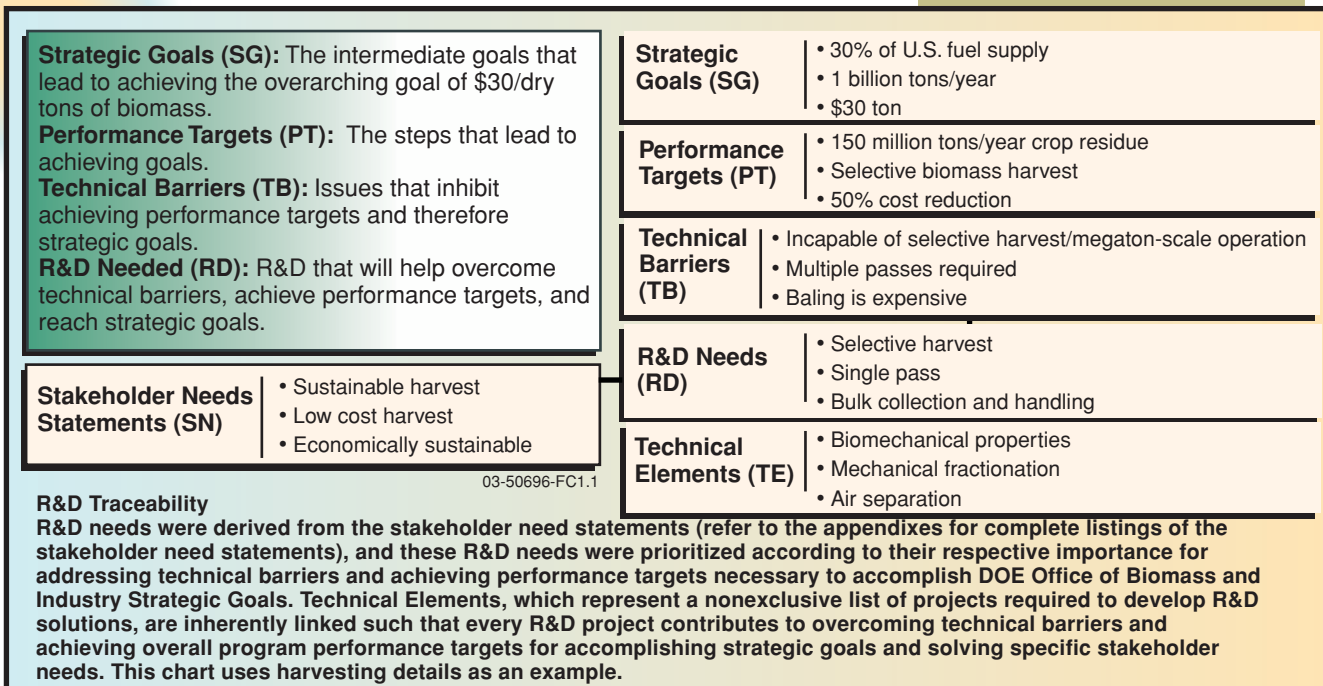 Strategic Goals (SG): The intermediate goals that
lead to achieving the overarching goal of $30/dry
tons of biomass.
Performance Targets (PT): The steps that lead to
achieving goals.
Technical Barriers (TB): Issues that inhibit
achieving performance targets and therefore
strategic goals.
R&D Needed (RD): R&D that will help overcome
technical barriers, achieve performance targets, and
reach strategic goals.
Stakeholder Needs
Statements (SN)
• Sustainable harvest
• Low cost harvest
• Economically sustainable
03-50696-FC1.1
Strategic
Goals (SG)
• 30% of U.S. fuel supply
• 1 billion tons/year
• $30 ton
Performance
Targets (PT)
• 150 million tons/year crop residue
• Selective biomass harvest
• 50% cost reduction
Technical
Barriers
(TB)
• Incapable of selective harvest/megaton-scale operation
• Multiple passes required
• Baling is expensive
R&D Needs
(RD)
• Selective harvest
• Single pass
• Bulk collection and handling
Technical
Elements (TE)
• Biomechanical properties
• Mechanical fractionation
• Air separation
R&D Traceability
R&D needs were derived from the stakeholder need statements (refer to the appendixes for complete listings of the
stakeholder need statements), and these R&D needs were prioritized according to their respective importance for
addressing technical barriers and achieving performance targets necessary to accomplish DOE Office of Biomass and
Industry Strategic Goals. Technical Elements, which represent a nonexclusive list of projects required to develop R&D
solutions, are inherently linked such that every R&D project contributes to overcoming technical barriers and
achieving overall program performance targets for accomplishing strategic goals and solving specific stakeholder
needs. This chart uses harvesting details as an example.